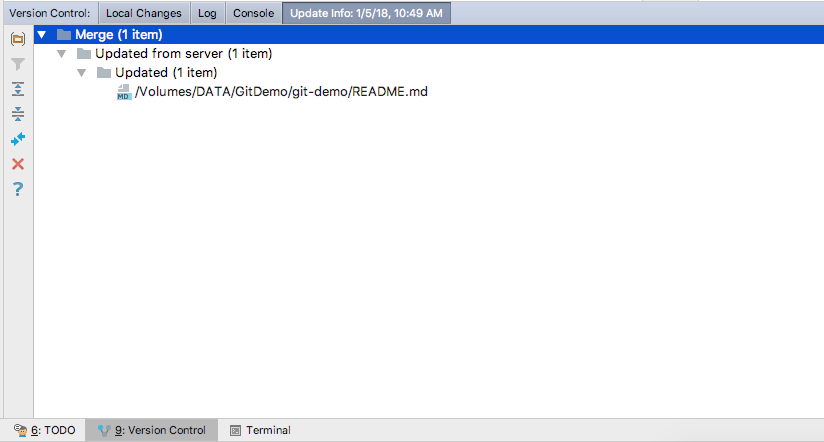 Version Control: Local Changes Log Console Update Info: 1/5/18, 10:49 AM
Merge (1 item)
Updated from server (1 item)
Updated (1 item)
MD /Volumes/DATA/GitDemo/git-demo/README.md
?
6: TODO 9: Version Control Terminal